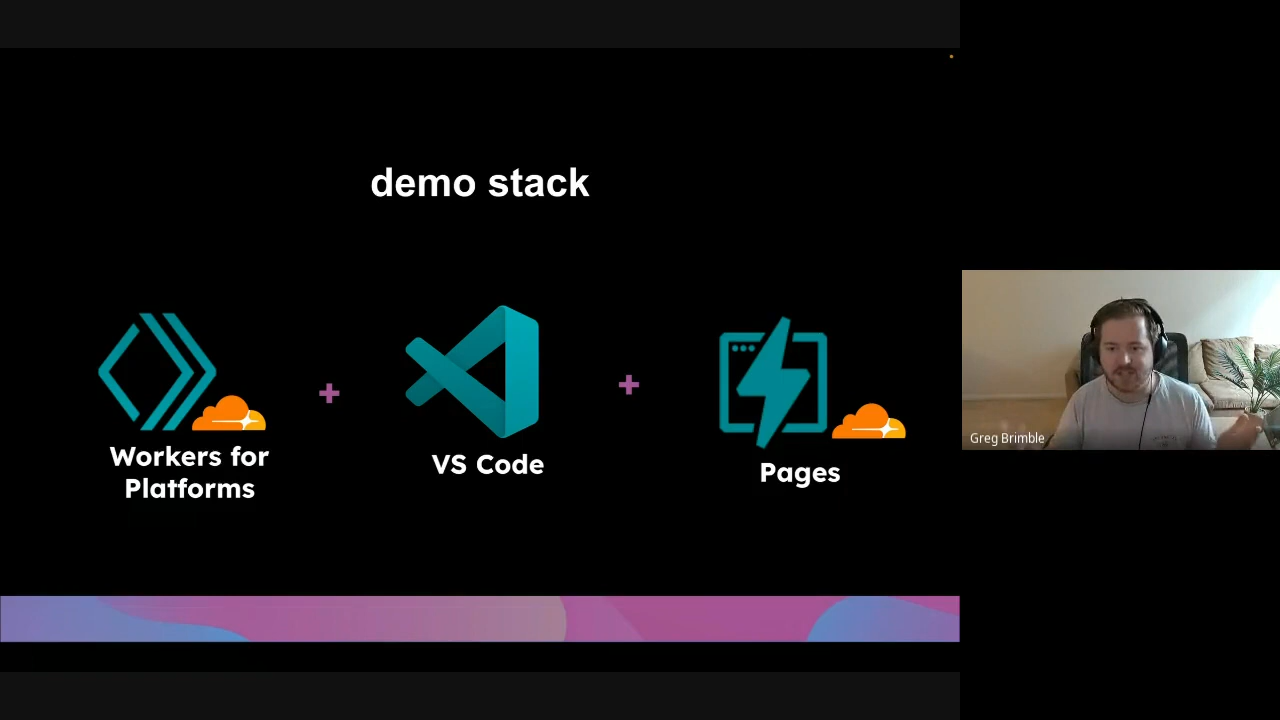 demo stack
+
+
Workers for
Platforms
VS Code
Pages
Greg Brimble